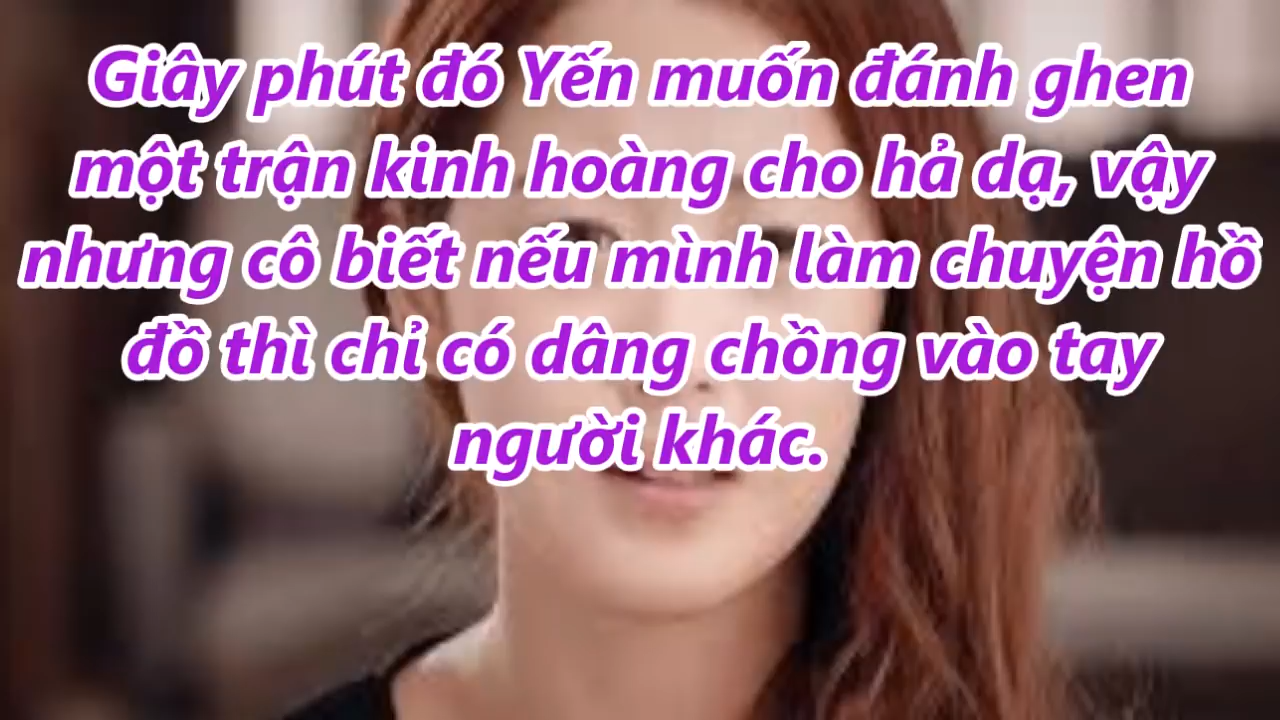 Giây phút đó Yến muốn đánh ghen
một trận kinh hoàng cho hả dạ, vậy
nhưng cô biết nếu mình làm chuyện hồ
đồ thì chỉ có dâng chồng vào tay
người khác.